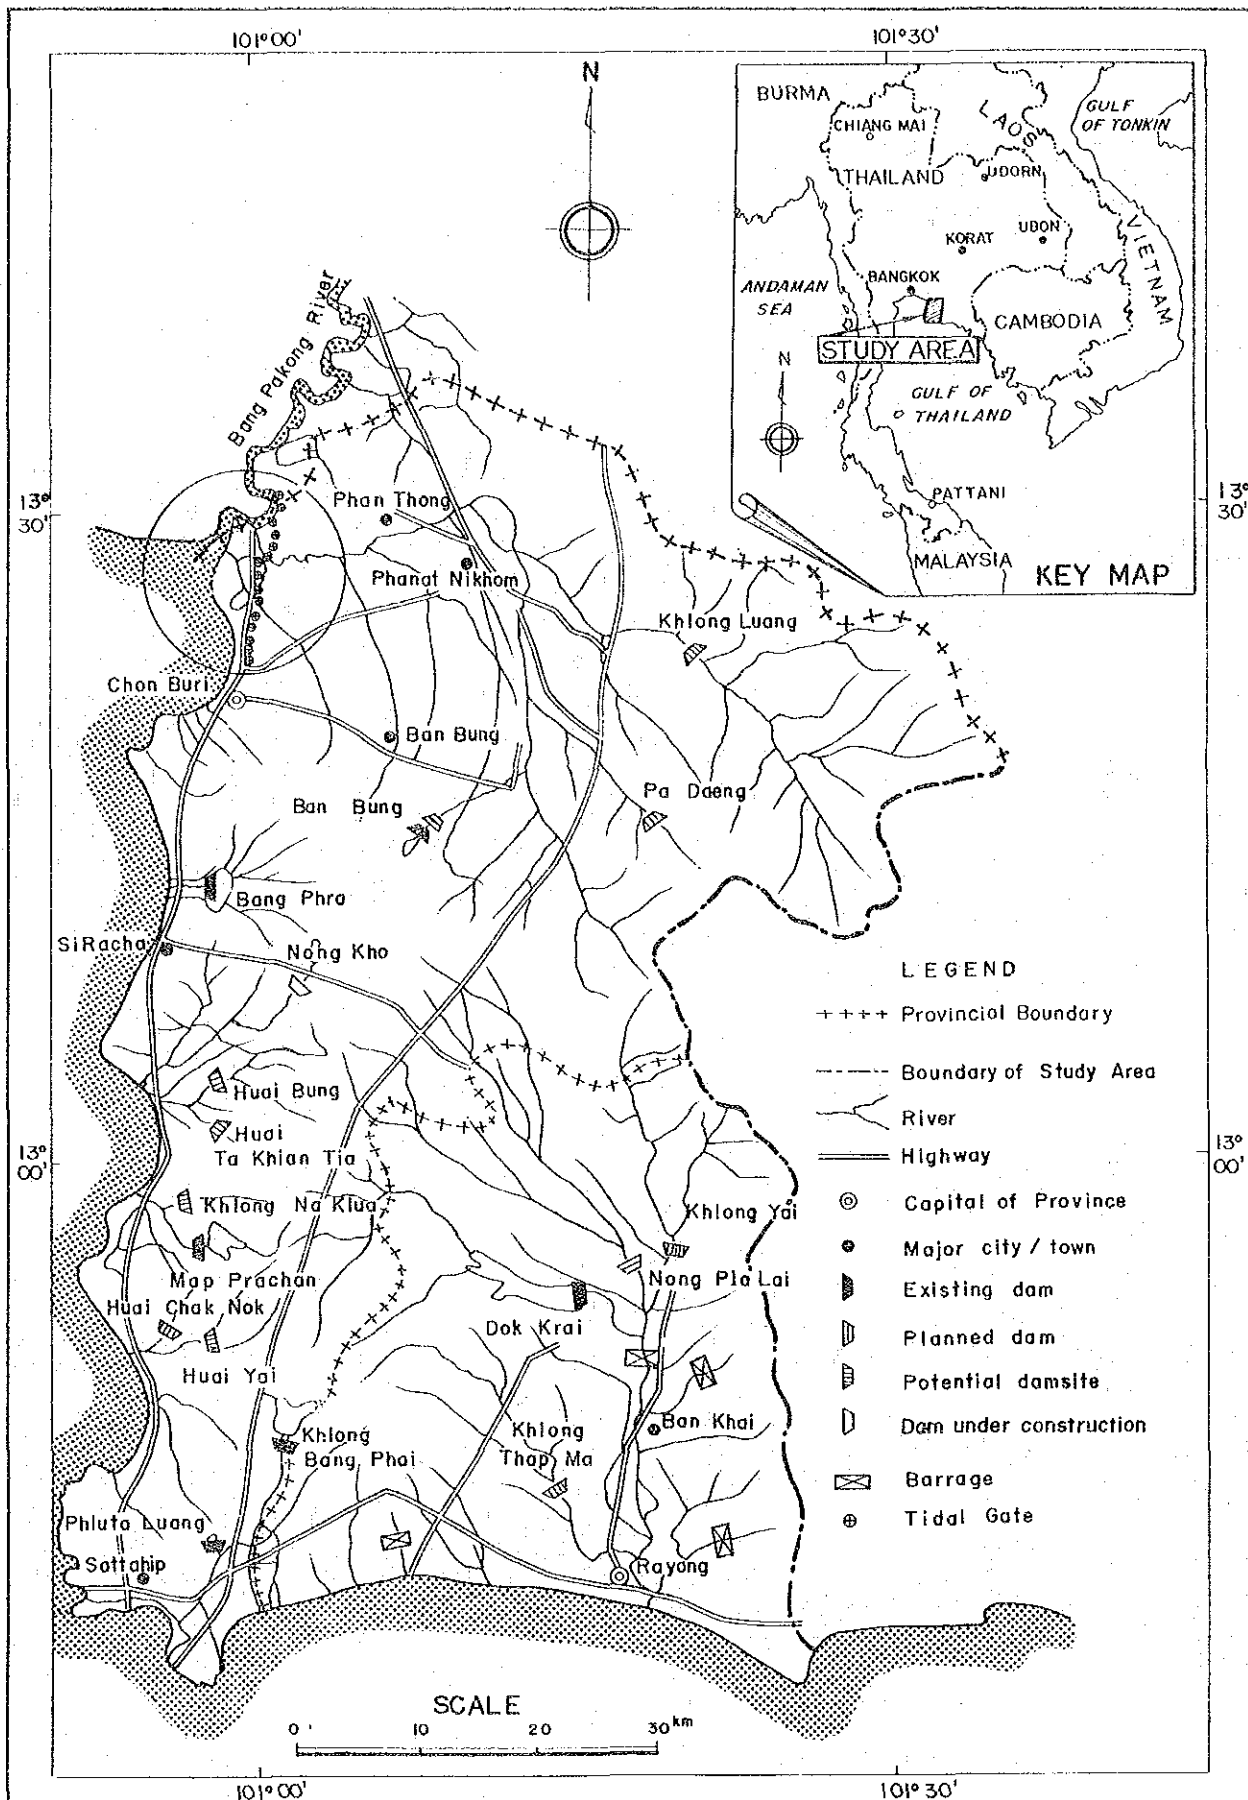 101°00'
101°30'
N
BURMA
CHIANG MAI
LAOS
GULF
OF TONKIN
THAILAND
UDORN
VIETNAM
KORAT
UBON
BANGKOK
ANDAMAN
SEA
CAMBODIA
STUDY AREA
N
GULF OF
THAILAND
PATTANI
MALAYSIA
KEY MAP
Bang Pakong River
13°
30'
13°
30'
Phan Thong
Phanat Nikhom
Khlong Luang
Chon Buri
Ban Bung
Ban Bung
Pa Daeng
Bang Phra
SiRacha
Nong Kho
Huai Bung
Huai
Ta Khian Tia
13°
00'
13°
00'
Khlong Na Klua
Khlong Yai
Map Prachan
Nong Pla Lai
Huai Chak Nok
Dok Krai
Huai Yai
Ban Khai
Khlong
Bang Phai
Khlong
Thap Ma
Phluta Luang
Sattahip
Rayong
LEGEND
Provincial Boundary
Boundary of Study Area
River
Highway
Capital of Province
Major city / town
Existing dam
Planned dam
Potential damsite
Dam under construction
Barrage
Tidal Gate
SCALE
0 10 20 30km
101°00'
101°30'